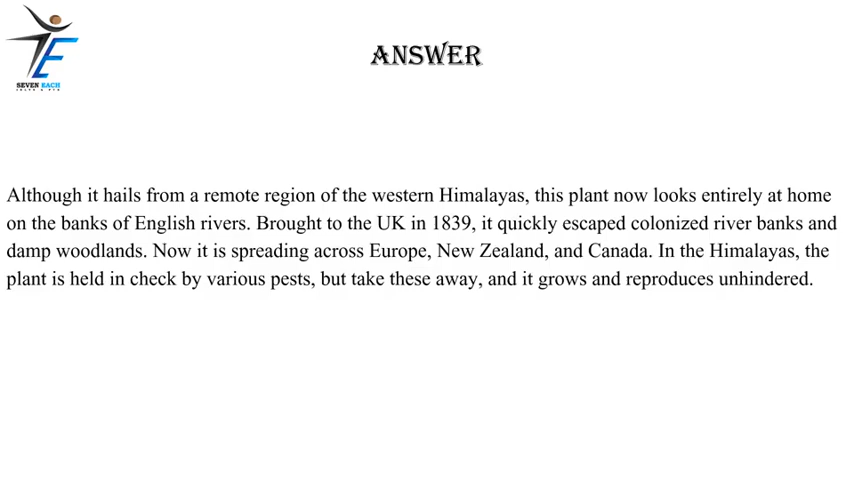 ANSWER
SEVEN EACH
Although it hails from a remote region of the western Himalayas, this plant now looks entirely at home
on the banks of English rivers. Brought to the UK in 1839, it quickly escaped colonized river banks and
damp woodlands. Now it is spreading across Europe, New Zealand, and Canada. In the Himalayas, the
plant is held in check by various pests, but take these away, and it grows and reproduces unhindered.